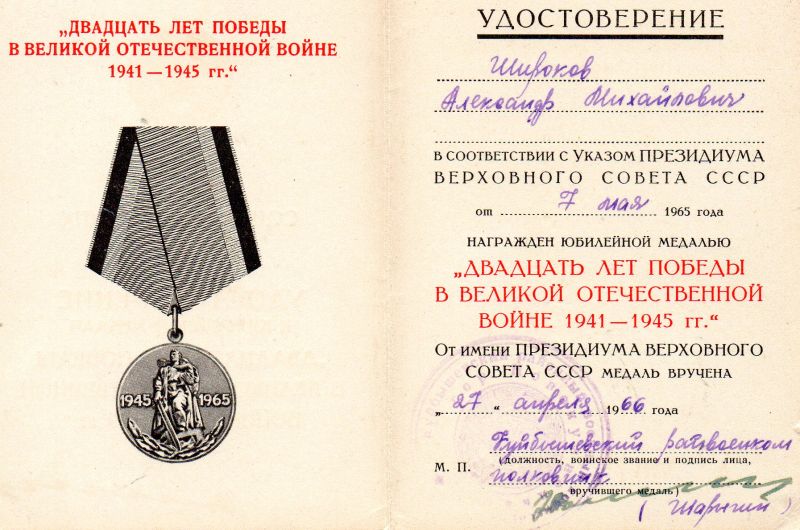 „ДВАДЦАТЬ ЛЕТ ПОБЕДЫ
В ВЕЛИКОЙ ОТЕЧЕСТВЕННОЙ ВОЙНЕ
1941—1945 гг.“
1945 1965
УДОСТОВЕРЕНИЕ
Широков
Александр Михайлович
В СООТВЕТСТВИИ С УКАЗОМ ПРЕЗИДИУМА
ВЕРХОВНОГО СОВЕТА СССР
от 7 мая 1965 года
НАГРАЖДЕН ЮБИЛЕЙНОЙ МЕДАЛЬЮ
„ДВАДЦАТЬ ЛЕТ ПОБЕДЫ
В ВЕЛИКОЙ ОТЕЧЕСТВЕННОЙ
ВОЙНЕ 1941—1945 гг.“
ОТ ИМЕНИ ПРЕЗИДИУМА ВЕРХОВНОГО
СОВЕТА СССР МЕДАЛЬ ВРУЧЕНА
„27“ апреля 1966 года
Куйбышевский райвоенком
М. П. (должность, воинское звание и подпись лица,
полковник
вручившего медаль)